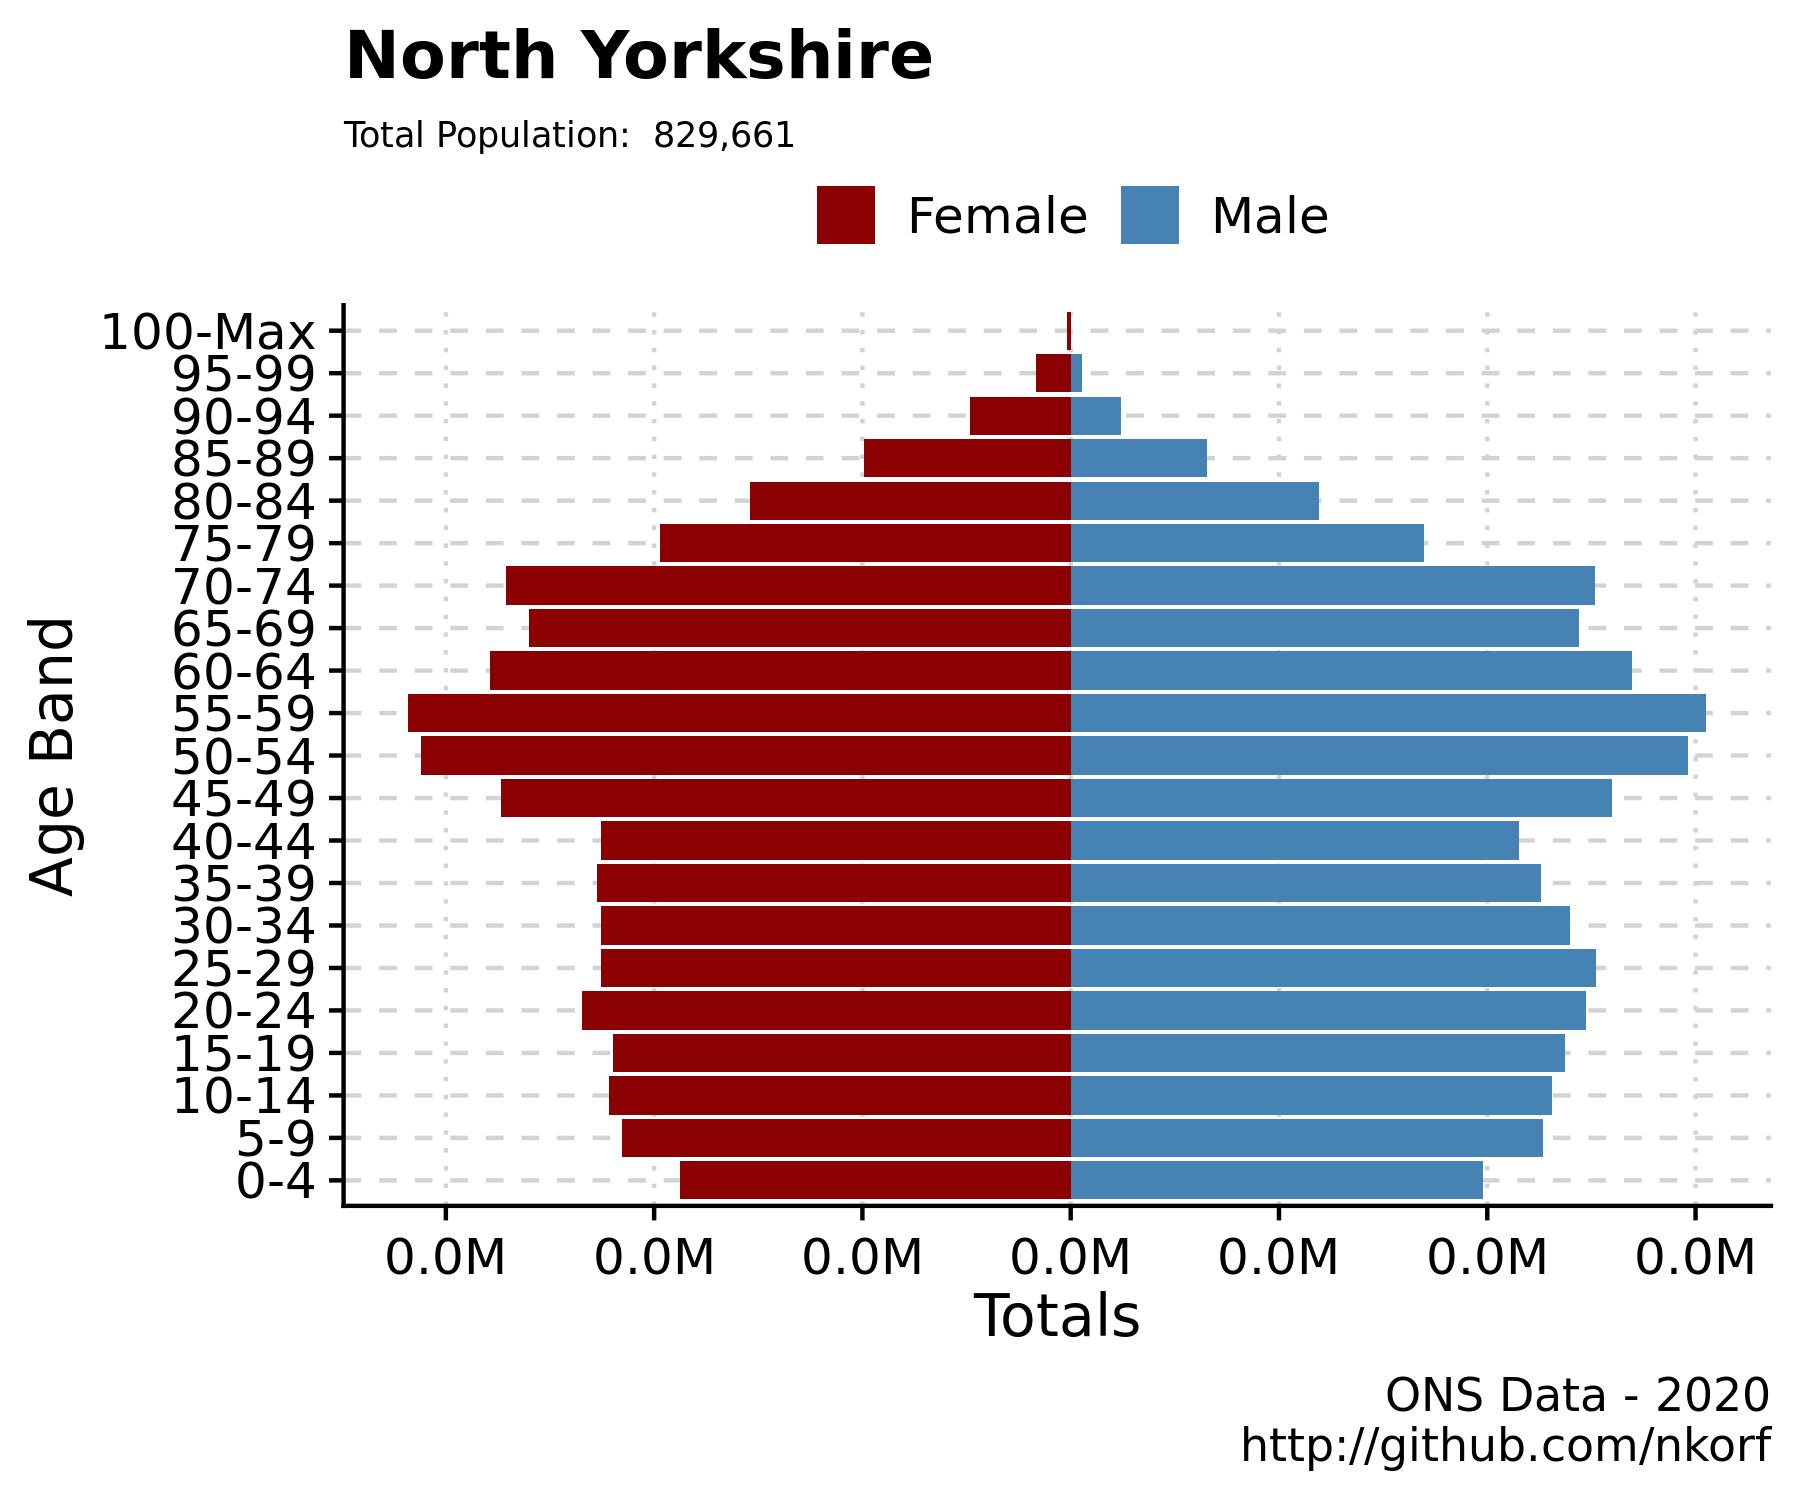 North Yorkshire
Total Population: 829,661
Female Male
100-Max
95-99
90-94
85-89
80-84
75-79
70-74
65-69
60-64
55-59
50-54
45-49
40-44
35-39
30-34
25-29
20-24
15-19
10-14
5-9
0-4
Age Band
0.0M 0.0M 0.0M 0.0M 0.0M 0.0M 0.0M
Totals
ONS Data - 2020
http://github.com/nkorf